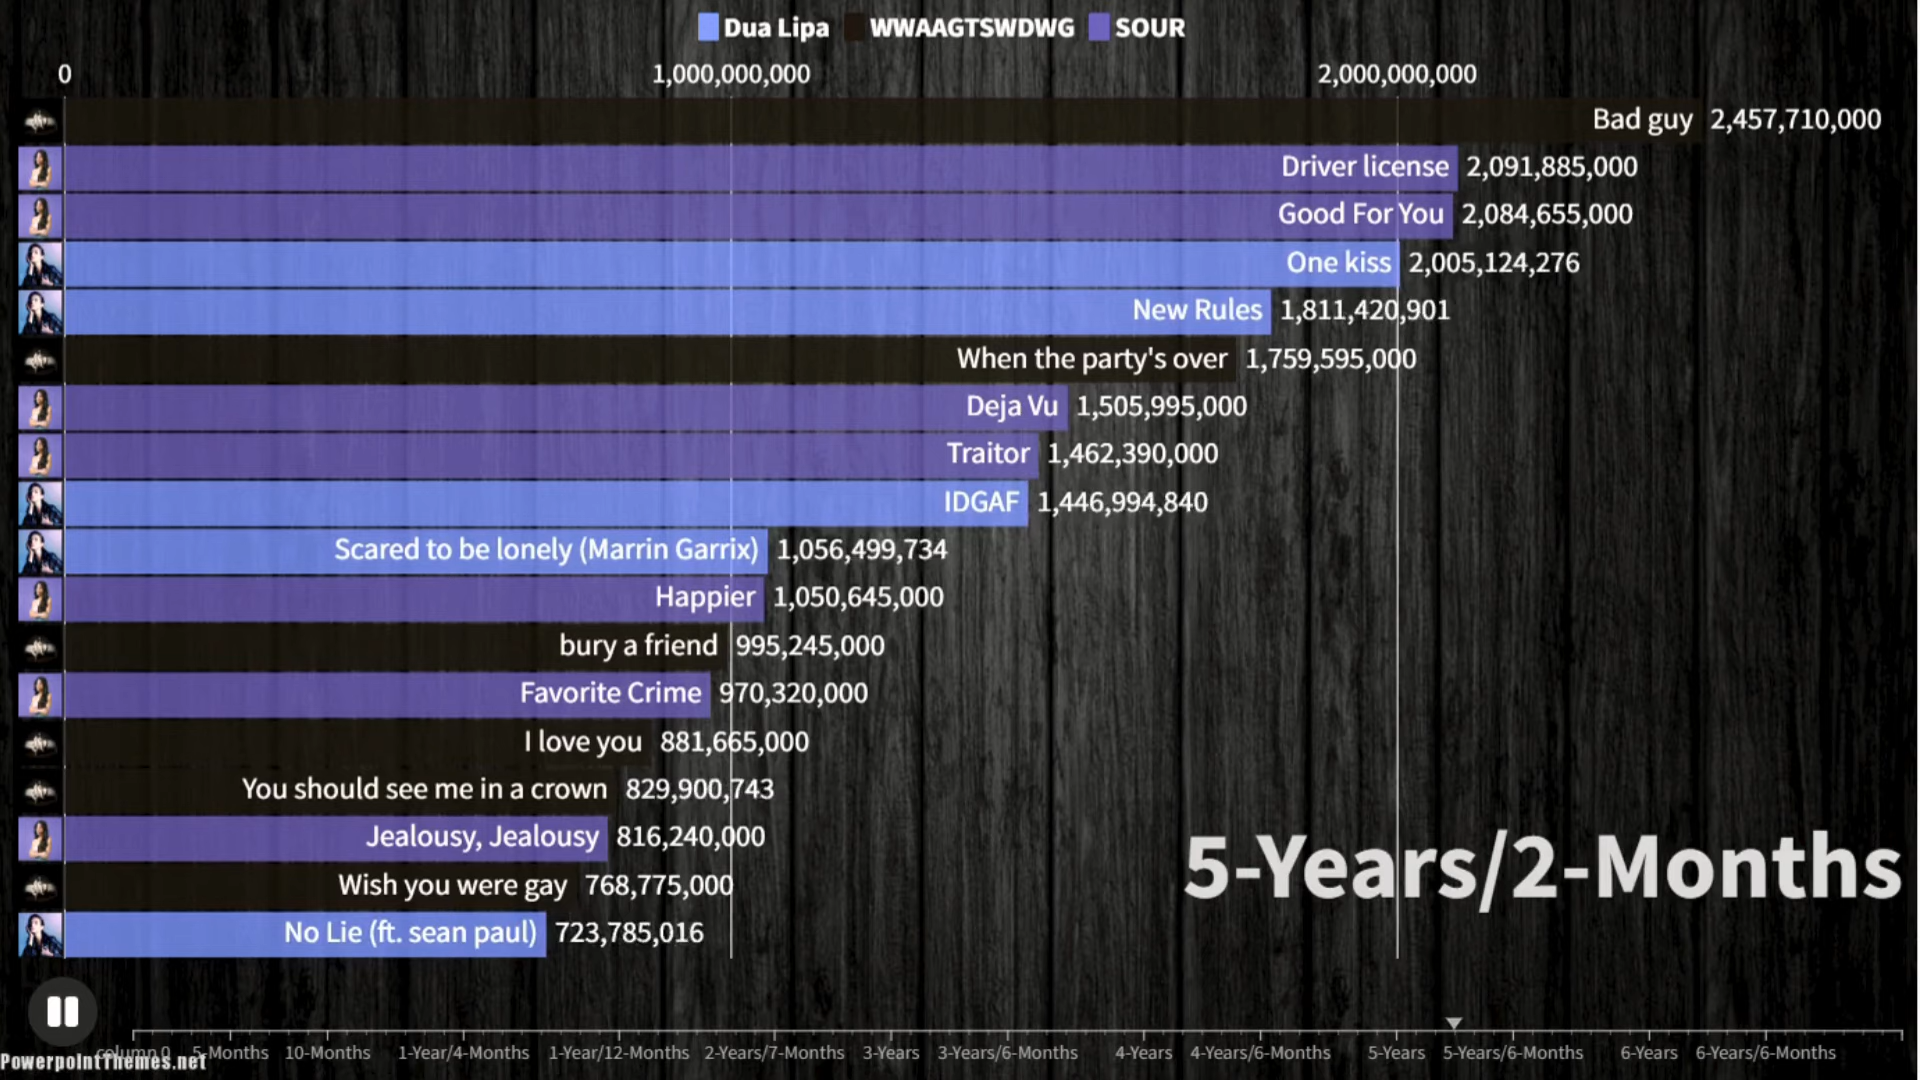 Dua Lipa WWAAGTSWDWG SOUR
0 1,000,000,000 2,000,000,000
Bad guy 2,457,710,000
Driver license 2,091,885,000
Good For You 2,084,655,000
One kiss 2,005,124,276
New Rules 1,811,420,901
When the party's over 1,759,595,000
Deja Vu 1,505,995,000
Traitor 1,462,390,000
IDGAF 1,446,994,840
Scared to be lonely (Marrin Garrix) 1,056,499,734
Happier 1,050,645,000
bury a friend 995,245,000
Favorite Crime 970,320,000
I love you 881,665,000
You should see me in a crown 829,900,743
Jealousy, Jealousy 816,240,000
5-Years/2-Months
Wish you were gay 768,775,000
No Lie (ft. sean paul) 723,785,016
column 0 5-Months 10-Months 1-Year/4-Months 1-Year/12-Months 2-Years/7-Months 3-Years 3-Years/6-Months 4-Years 4-Years/6-Months 5-Years 5-Years/6-Months 6-Years 6-Years/6-Months
PowerpointThemes.net